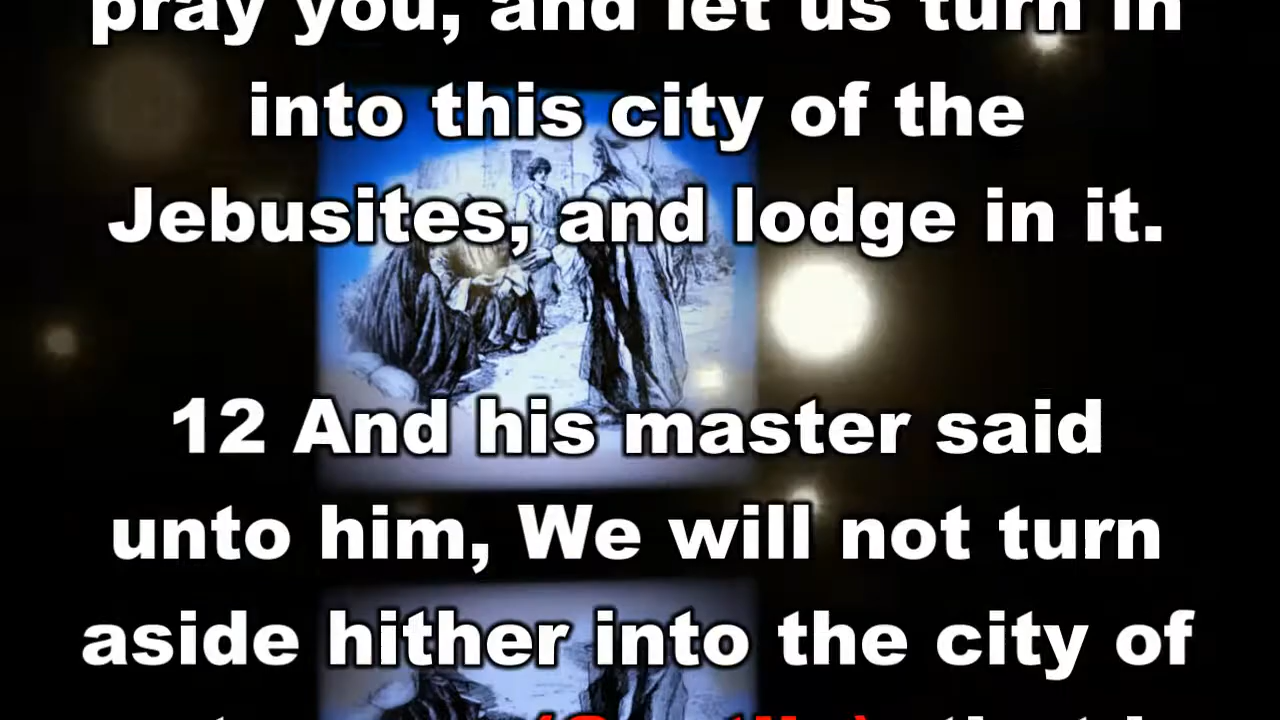 pray you, and let us turn in
into this city of the
Jebusites, and lodge in it.
12 And his master said
unto him, We will not turn
aside hither into the city of